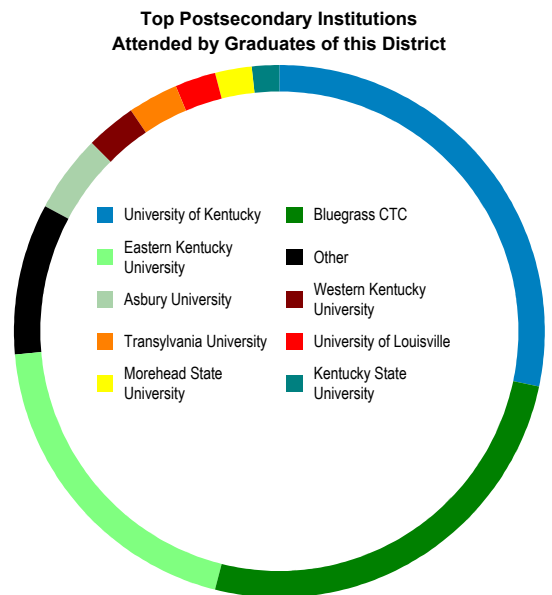 Top Postsecondary Institutions
Attended by Graduates of this District
University of Kentucky
Bluegrass CTC
Eastern Kentucky
University
Other
Asbury University
Western Kentucky
University
Transylvania University
University of Louisville
Morehead State
University
Kentucky State
University